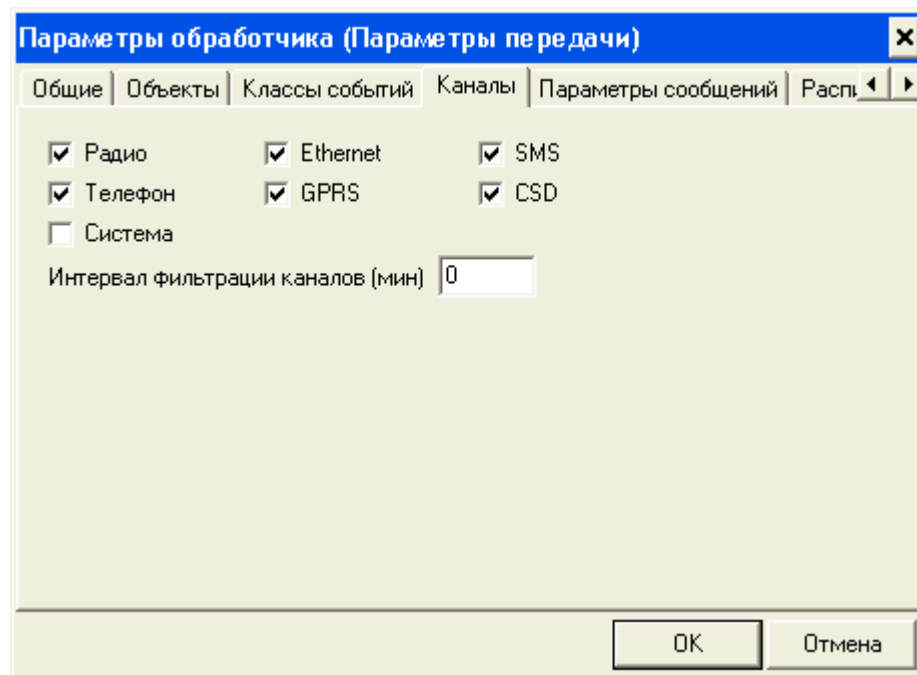 Параметры обработчика (Параметры передачи)
Общие Объекты Классы событий Каналы Параметры сообщений
Радио Ethernet SMS
Телефон GPRS CSD
Система
Интервал фильтрации каналов (мин) 0
OK Отмена